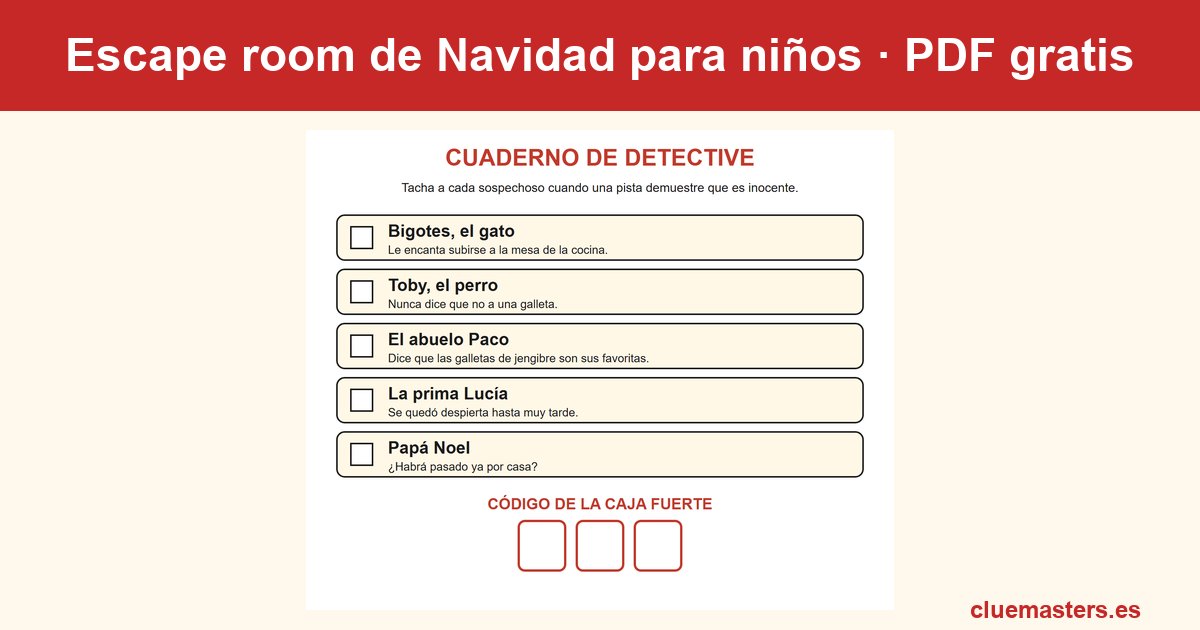 Escape room de Navidad para niños · PDF gratis
CUADERNO DE DETECTIVE
Tacha a cada sospechoso cuando una pista demuestre que es inocente.
Bigotes, el gato
Le encanta subirse a la mesa de la cocina.
Toby, el perro
Nunca dice que no a una galleta.
El abuelo Paco
Dice que las galletas de jengibre son sus favoritas.
La prima Lucía
Se quedó despierta hasta muy tarde.
Papá Noel
¿Habrá pasado ya por casa?
CÓDIGO DE LA CAJA FUERTE
cluemasters.es